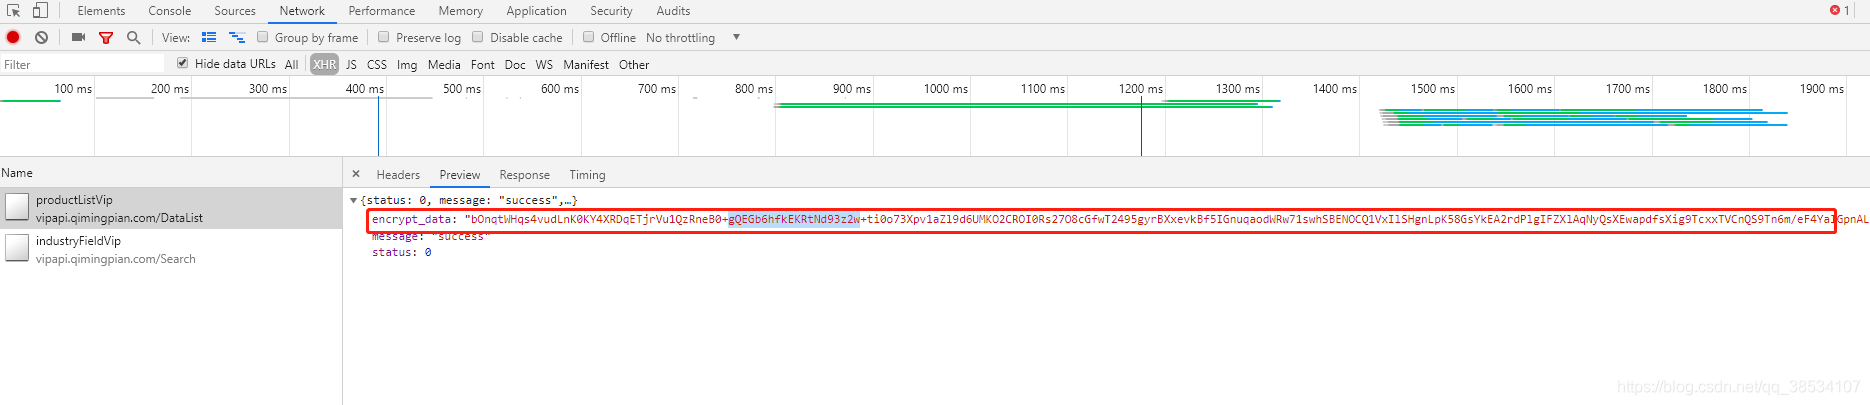 Elements Console Sources Network Performance Memory Application Security Audits 1
View: Group by frame Preserve log Disable cache Offline No throttling
Filter Hide data URLs All XHR JS CSS Img Media Font Doc WS Manifest Other
100 ms 200 ms 300 ms 400 ms 500 ms 600 ms 700 ms 800 ms 900 ms 1000 ms 1100 ms 1200 ms 1300 ms 1400 ms 1500 ms 1600 ms 1700 ms 1800 ms 1900 ms
Name × Headers Preview Response Timing
productListVip
vipapi.qimingpian.com/DataList
industryFieldVip
vipapi.qimingpian.com/Search
{status: 0, message: "success",…}
encrypt_data:
message: "success"
status: 0
https://blog.csdn.net/qq_38534107